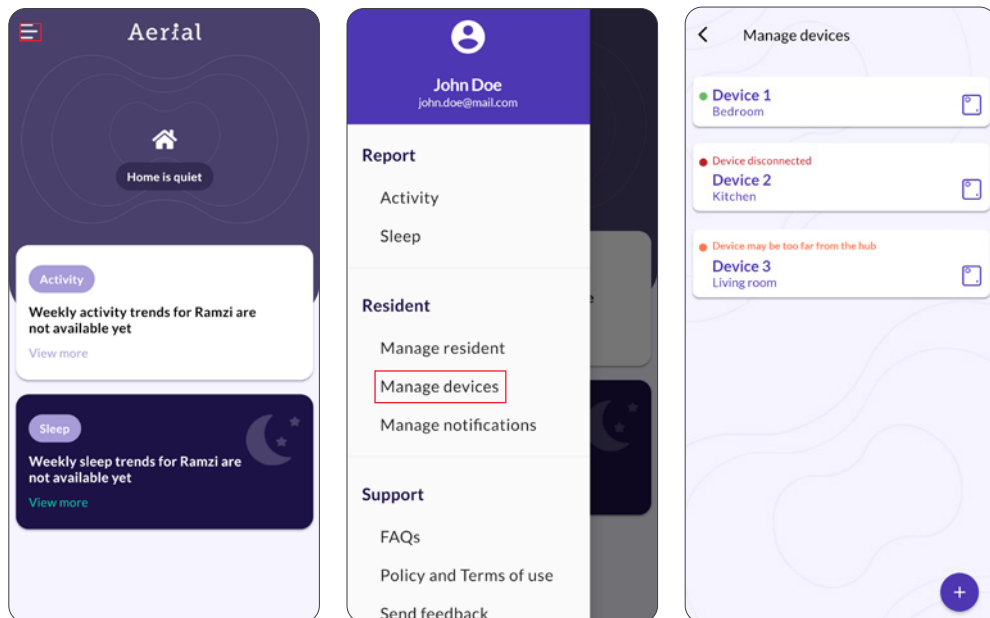 Aerial
Home is quiet
Activity
Weekly activity trends for Ramzi are
not available yet
View more
Sleep
Weekly sleep trends for Ramzi are
not available yet
View more
John Doe
john.doe@mail.com
Report
Activity
Sleep
Resident
Manage resident
Manage devices
Manage notifications
Support
FAQs
Policy and Terms of use
Send feedback
Manage devices
Device 1
Bedroom
Device disconnected
Device 2
Kitchen
Device may be too far from the hub
Device 3
Living room